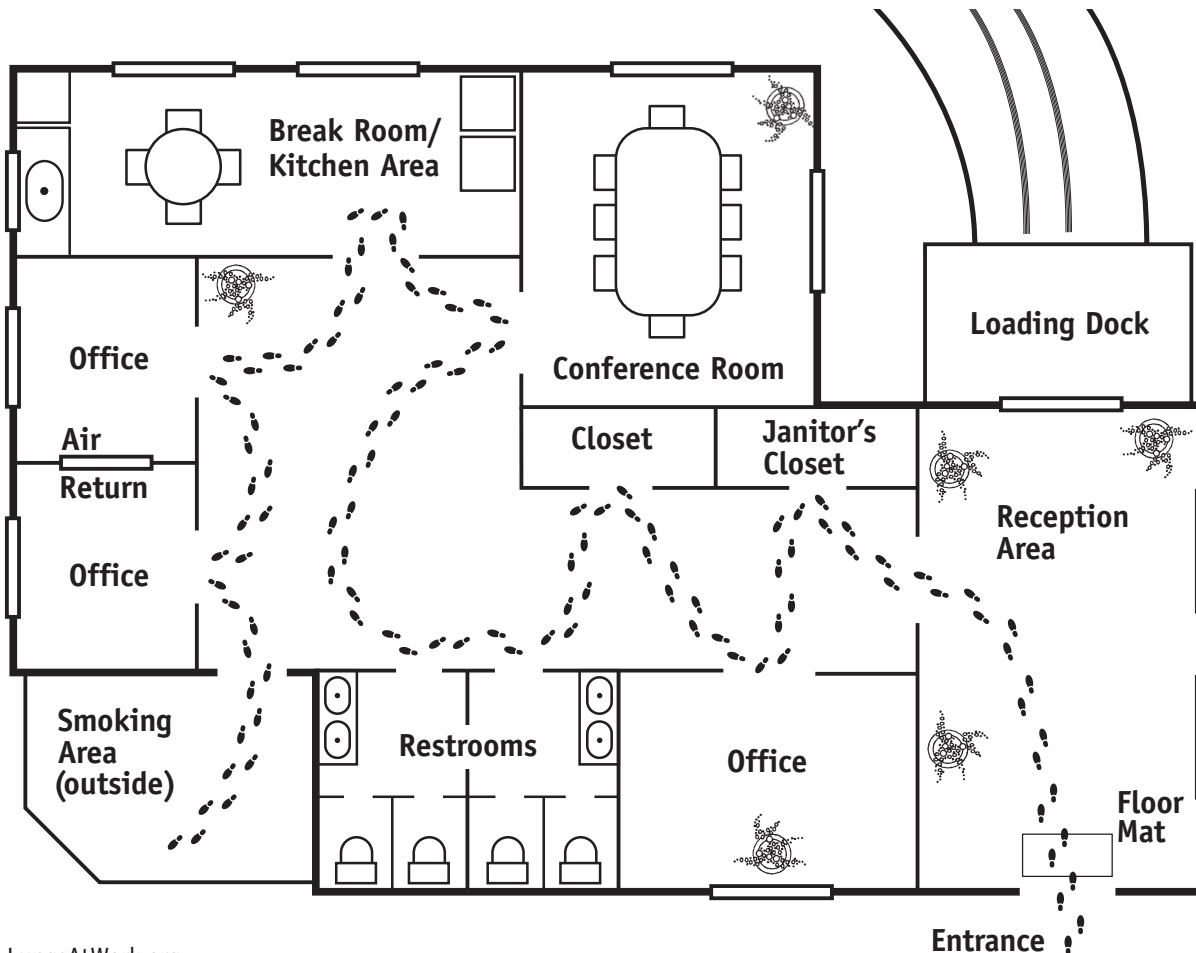 Break Room/
Kitchen Area
Loading Dock
Office
Conference Room
Air
Return
Closet
Janitor's
Closet
Reception
Area
Office
Smoking
Area
(outside)
Restrooms
Office
Floor
Mat
Entrance